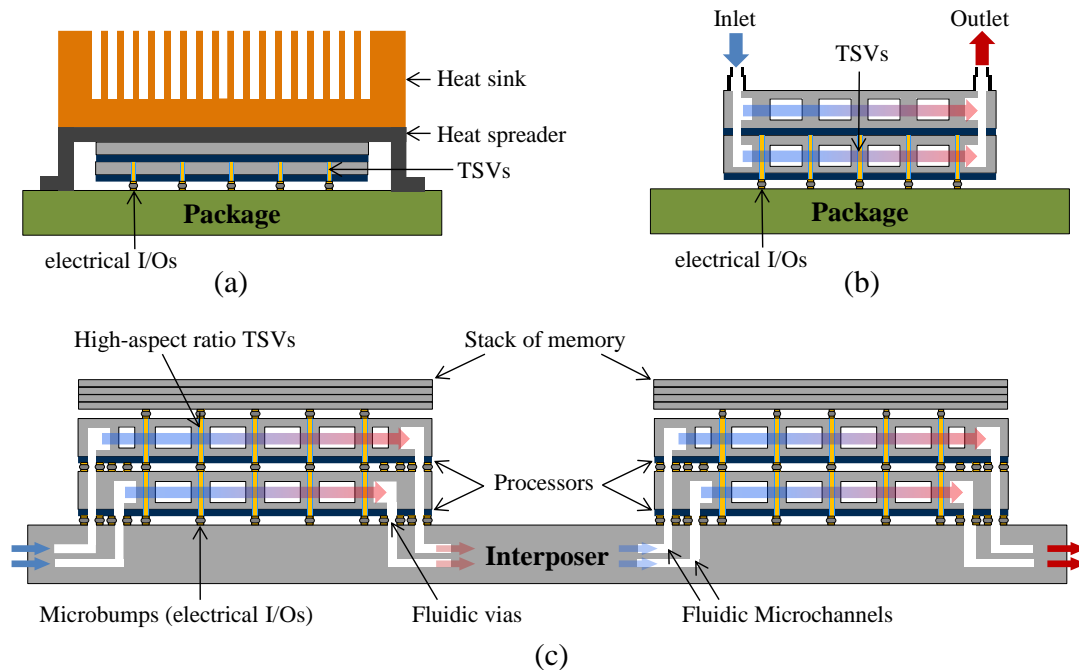 Heat sink
Heat spreader
TSVs
Package
electrical I/Os
(a)
Inlet
Outlet
TSVs
Package
electrical I/Os
(b)
High-aspect ratio TSVs
Stack of memory
Processors
Interposer
Microbumps (electrical I/Os)
Fluidic vias
Fluidic Microchannels
(c)